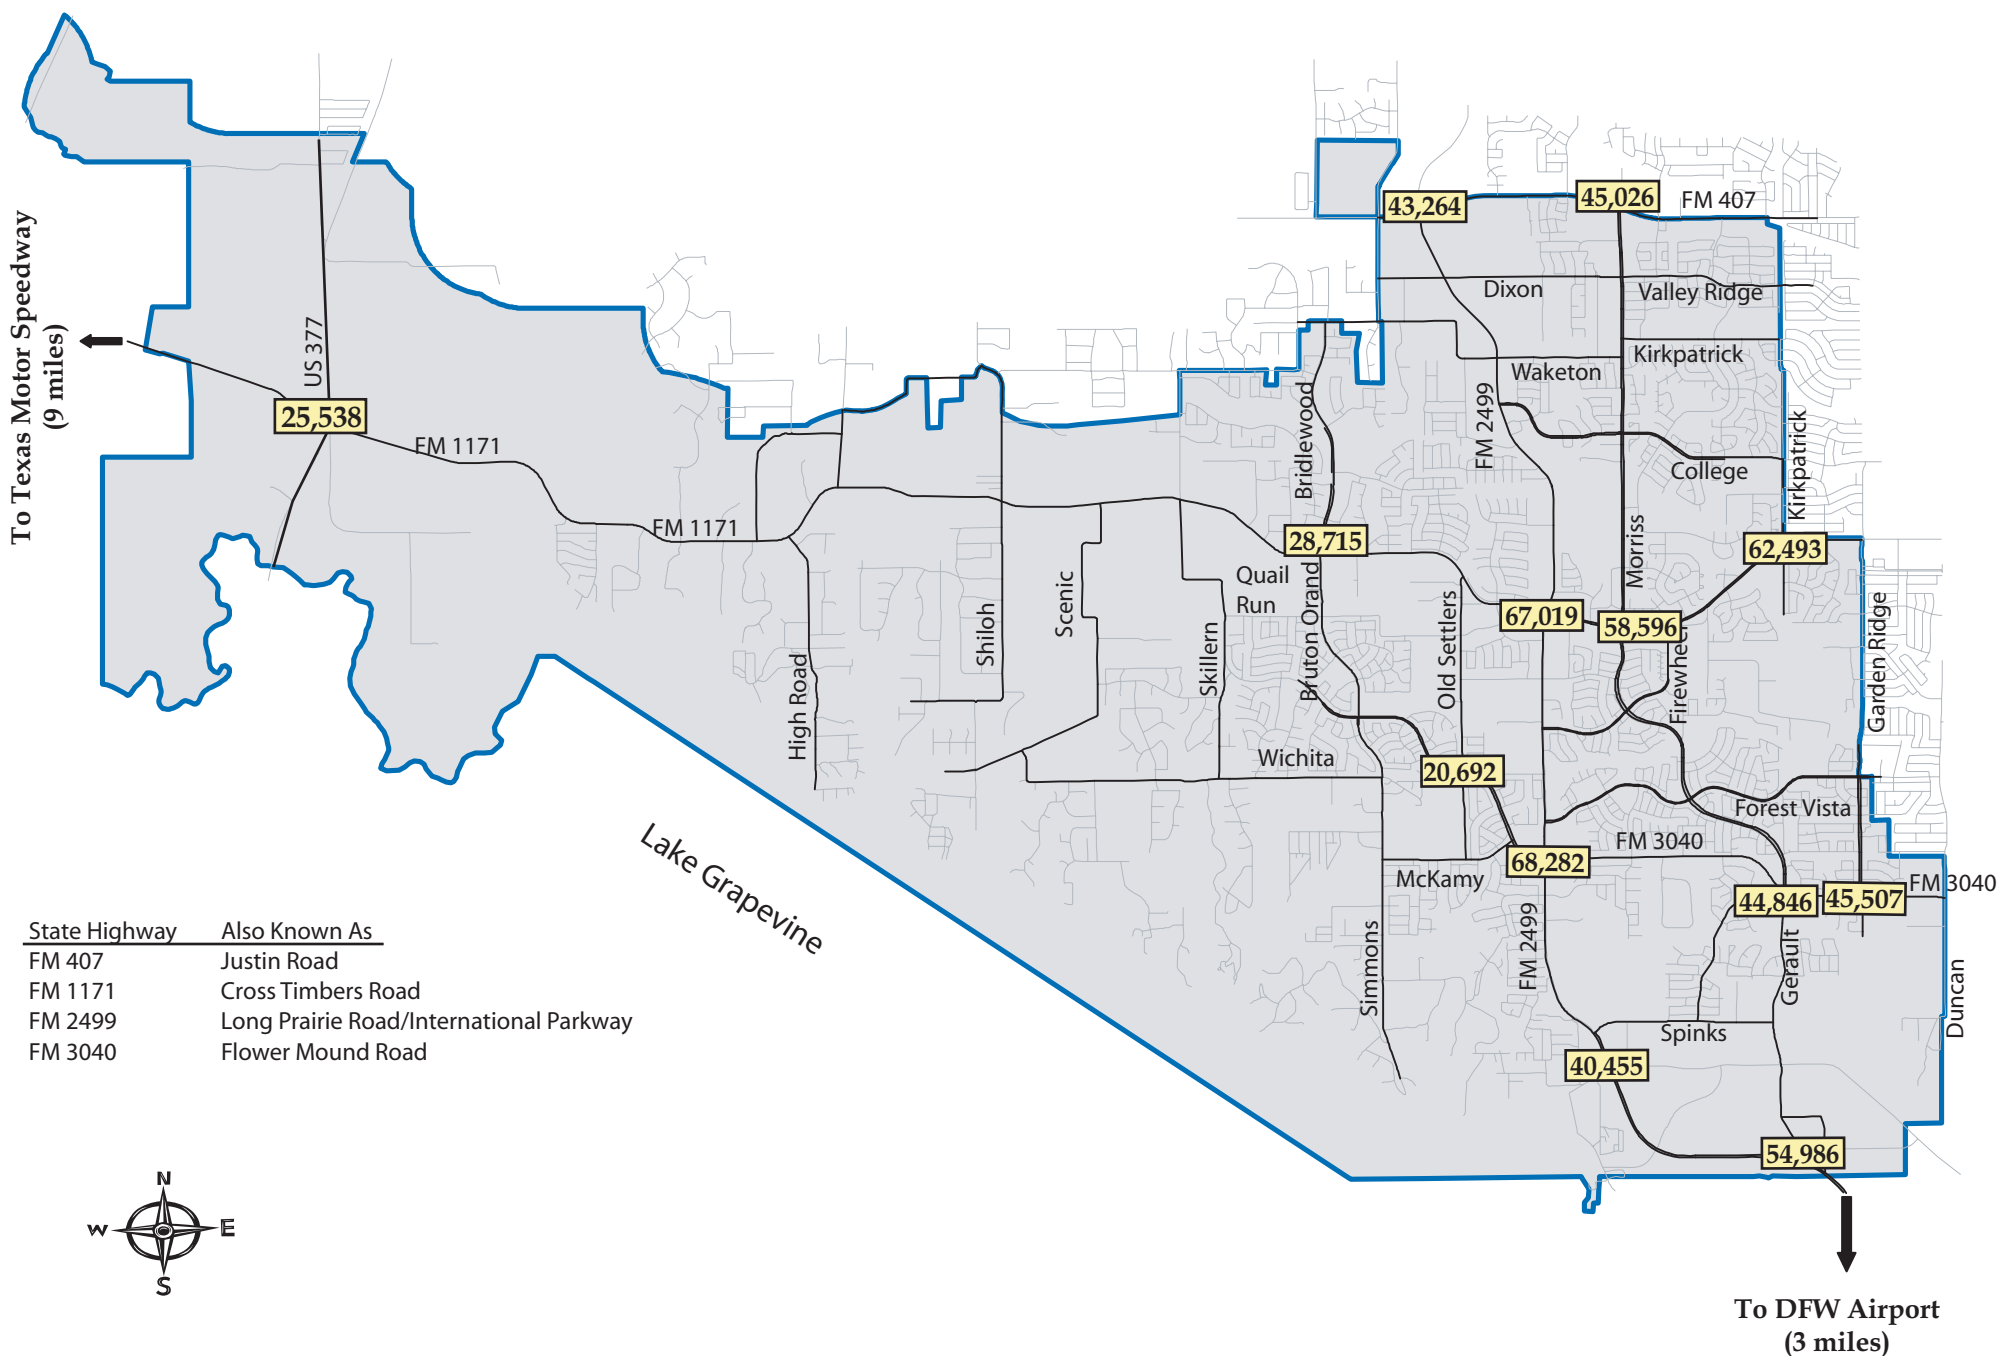 To Texas Motor Speedway
(9 miles)
US 377
25,538
FM 1171
FM 1171
43,264
45,026
FM 407
Dixon
Valley Ridge
Kirkpatrick
Waketon
Bridlewood
FM 2499
College
Kirkpatrick
28,715
Morriss
62,493
Quail
Run
Bruton Orand
Old Settlers
67,019
58,596
Firewheel
Garden Ridge
Scenic
Shiloh
Skillern
High Road
Wichita
20,692
Forest Vista
FM 3040
68,282
McKamy
44,846
45,507
FM 3040
Lake Grapevine
Simmons
FM 2499
Gerault
Duncan
Spinks
40,455
54,986
State Highway Also Known As
FM 407 Justin Road
FM 1171 Cross Timbers Road
FM 2499 Long Prairie Road/International Parkway
FM 3040 Flower Mound Road
N
W E
S
To DFW Airport
(3 miles)